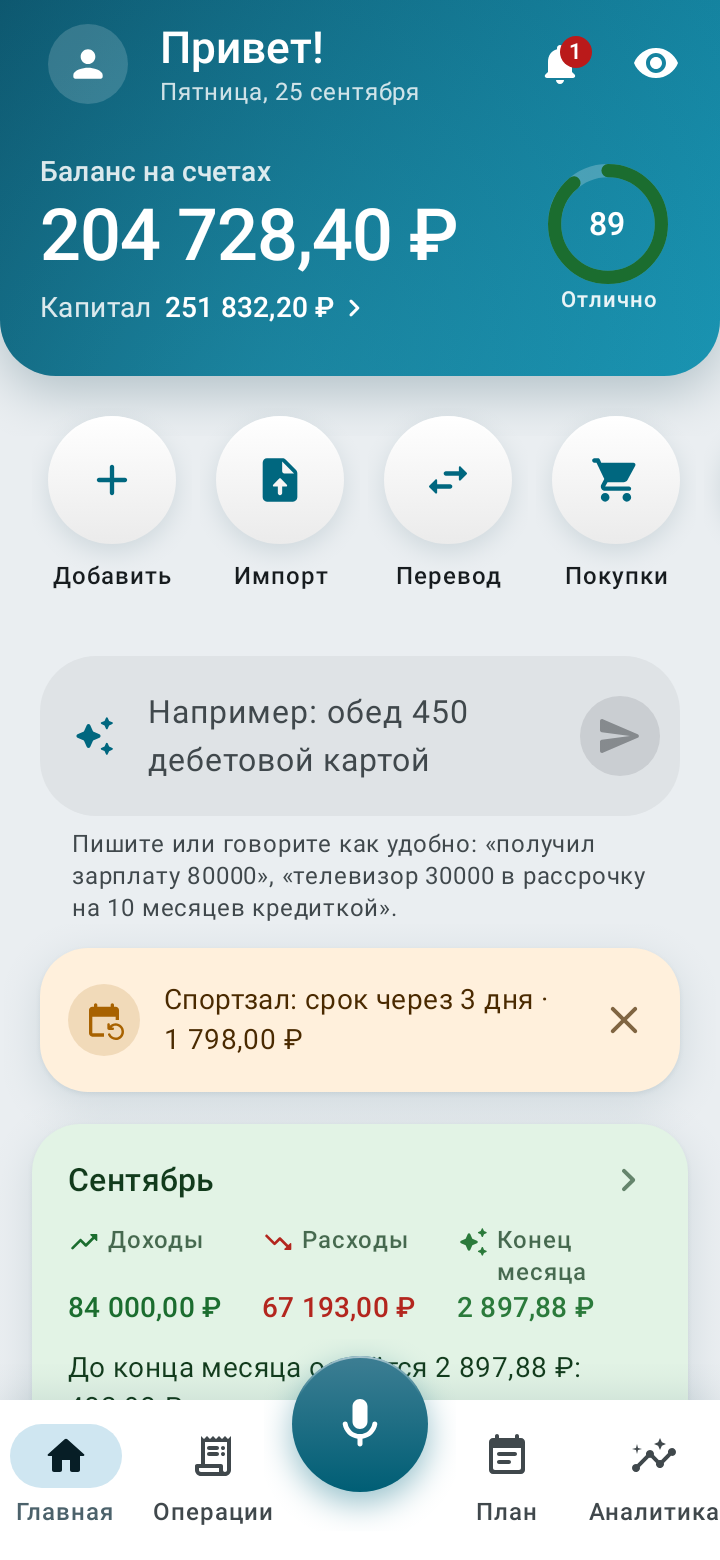 Привет!
1
Пятница, 25 сентября
Баланс на счетах
204 728,40 ₽
89
Капитал 251 832,20 ₽
Отлично
Добавить
Импорт
Перевод
Покупки
Например: обед 450
дебетовой картой
Пишите или говорите как удобно: «получил
зарплату 80000», «телевизор 30000 в рассрочку
на 10 месяцев кредиткой».
Спортзал: срок через 3 дня ·
1 798,00 ₽
Сентябрь
Доходы
Расходы
Конец
месяца
84 000,00 ₽
67 193,00 ₽
2 897,88 ₽
До конца месяца 2 897,88 ₽:
Главная
Операции
План
Аналитика